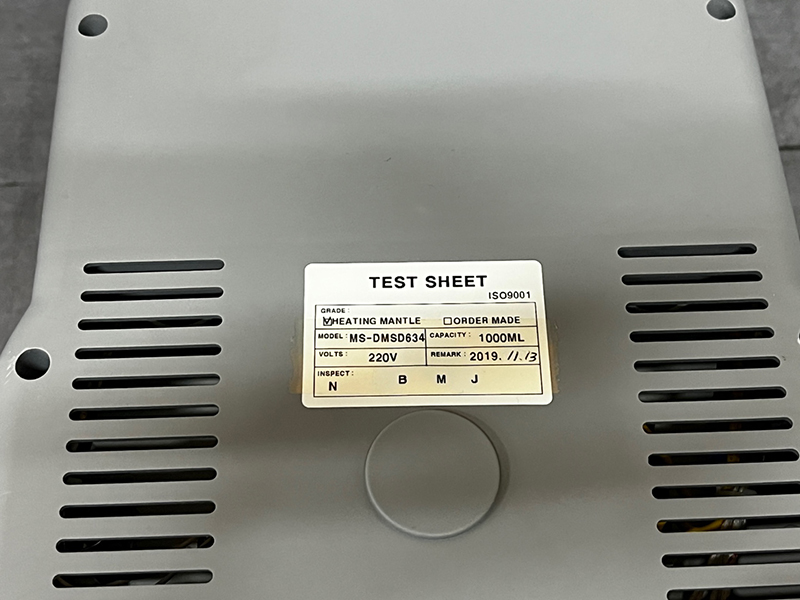 TEST SHEET
ISO9001
GRADE:
☑HEATING MANTLE ☐ORDER MADE
MODEL: MS-DMSD634 CAPACITY: 1000ML
VOLTS: 220V REMARK: 2019. 11.13
INSPECT:
N B M J